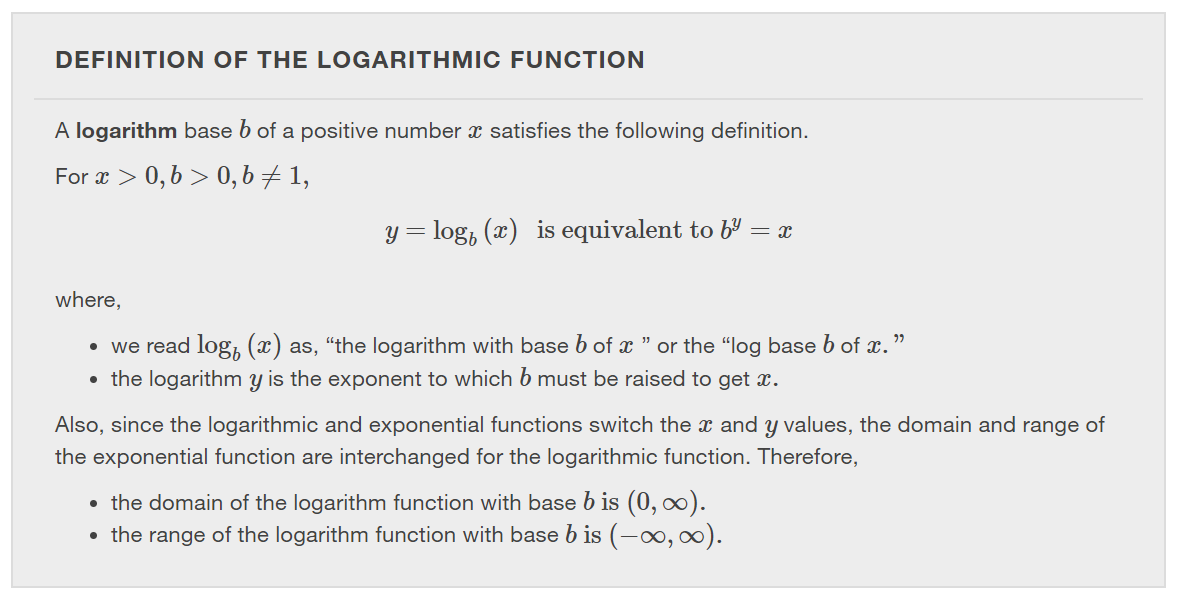 DEFINITION OF THE LOGARITHMIC FUNCTION
A logarithm base b of a positive number x satisfies the following definition.
For x > 0, b > 0, b ≠ 1,
y = log_b (x) is equivalent to b^y = x
where,
• we read log_b (x) as, “the logarithm with base b of x ” or the “log base b of x. ”
• the logarithm y is the exponent to which b must be raised to get x.
Also, since the logarithmic and exponential functions switch the x and y values, the domain and range of
the exponential function are interchanged for the logarithmic function. Therefore,
• the domain of the logarithm function with base b is (0, ∞).
• the range of the logarithm function with base b is (−∞, ∞).